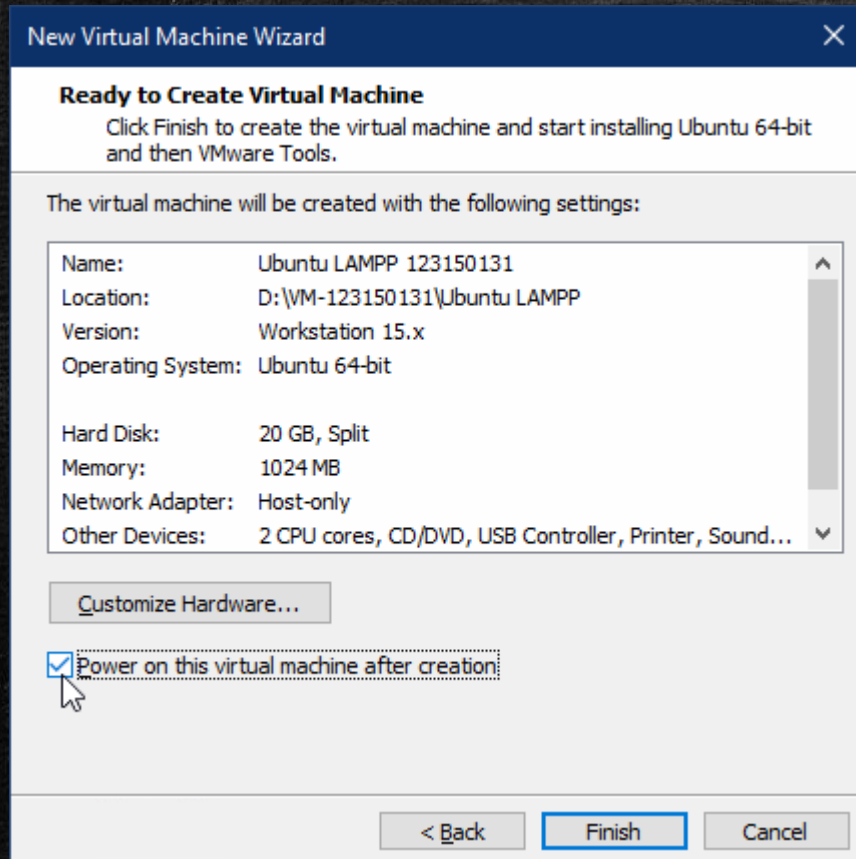 New Virtual Machine Wizard
Ready to Create Virtual Machine
Click Finish to create the virtual machine and start installing Ubuntu 64-bit
and then VMware Tools.
The virtual machine will be created with the following settings:
Name: Ubuntu LAMPP 123150131
Location: D:\VM-123150131\Ubuntu LAMPP
Version: Workstation 15.x
Operating System: Ubuntu 64-bit
Hard Disk: 20 GB, Split
Memory: 1024 MB
Network Adapter: Host-only
Other Devices: 2 CPU cores, CD/DVD, USB Controller, Printer, Sound...
Customize Hardware...
Power on this virtual machine after creation
< Back Finish Cancel